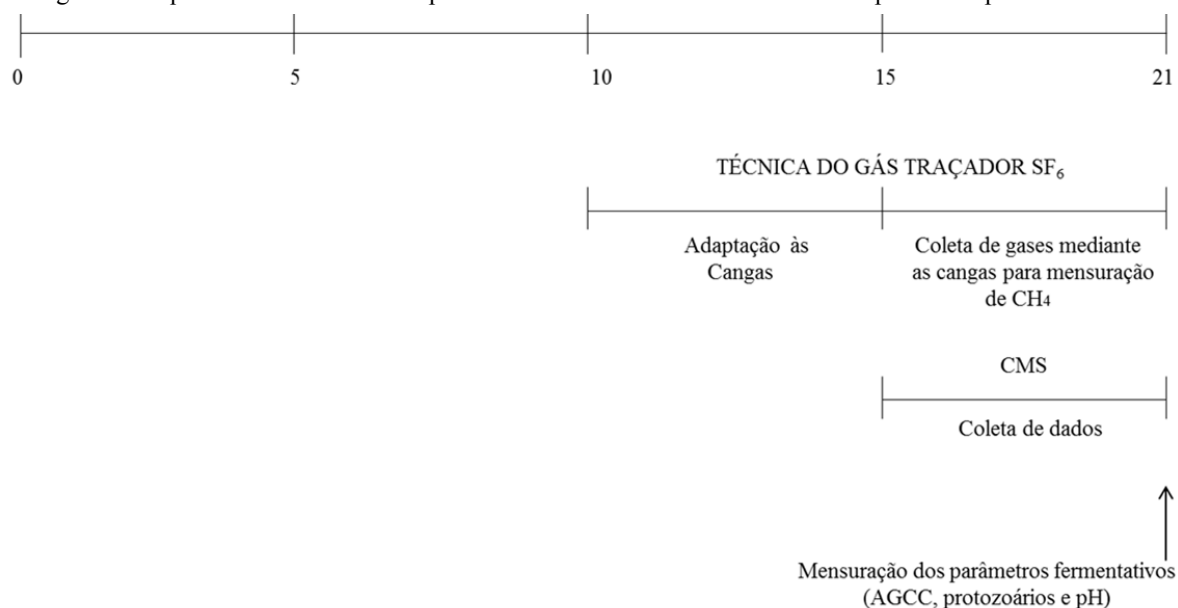 0 5 10 15 21
TÉCNICA DO GÁS TRAÇADOR SF₆
Adaptação às
Cangas
Coleta de gases mediante
as cangas para mensuração
de CH₄
CMS
Coleta de dados
Mensuração dos parâmetros fermentativos
(AGCC, protozoários e pH)